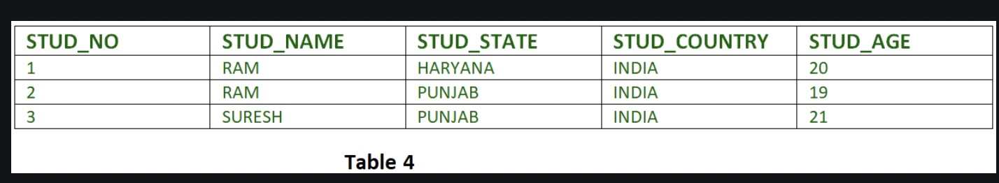 STUD_NO STUD_NAME STUD_STATE STUD_COUNTRY STUD_AGE
1 RAM HARYANA INDIA 20
2 RAM PUNJAB INDIA 19
3 SURESH PUNJAB INDIA 21
Table 4